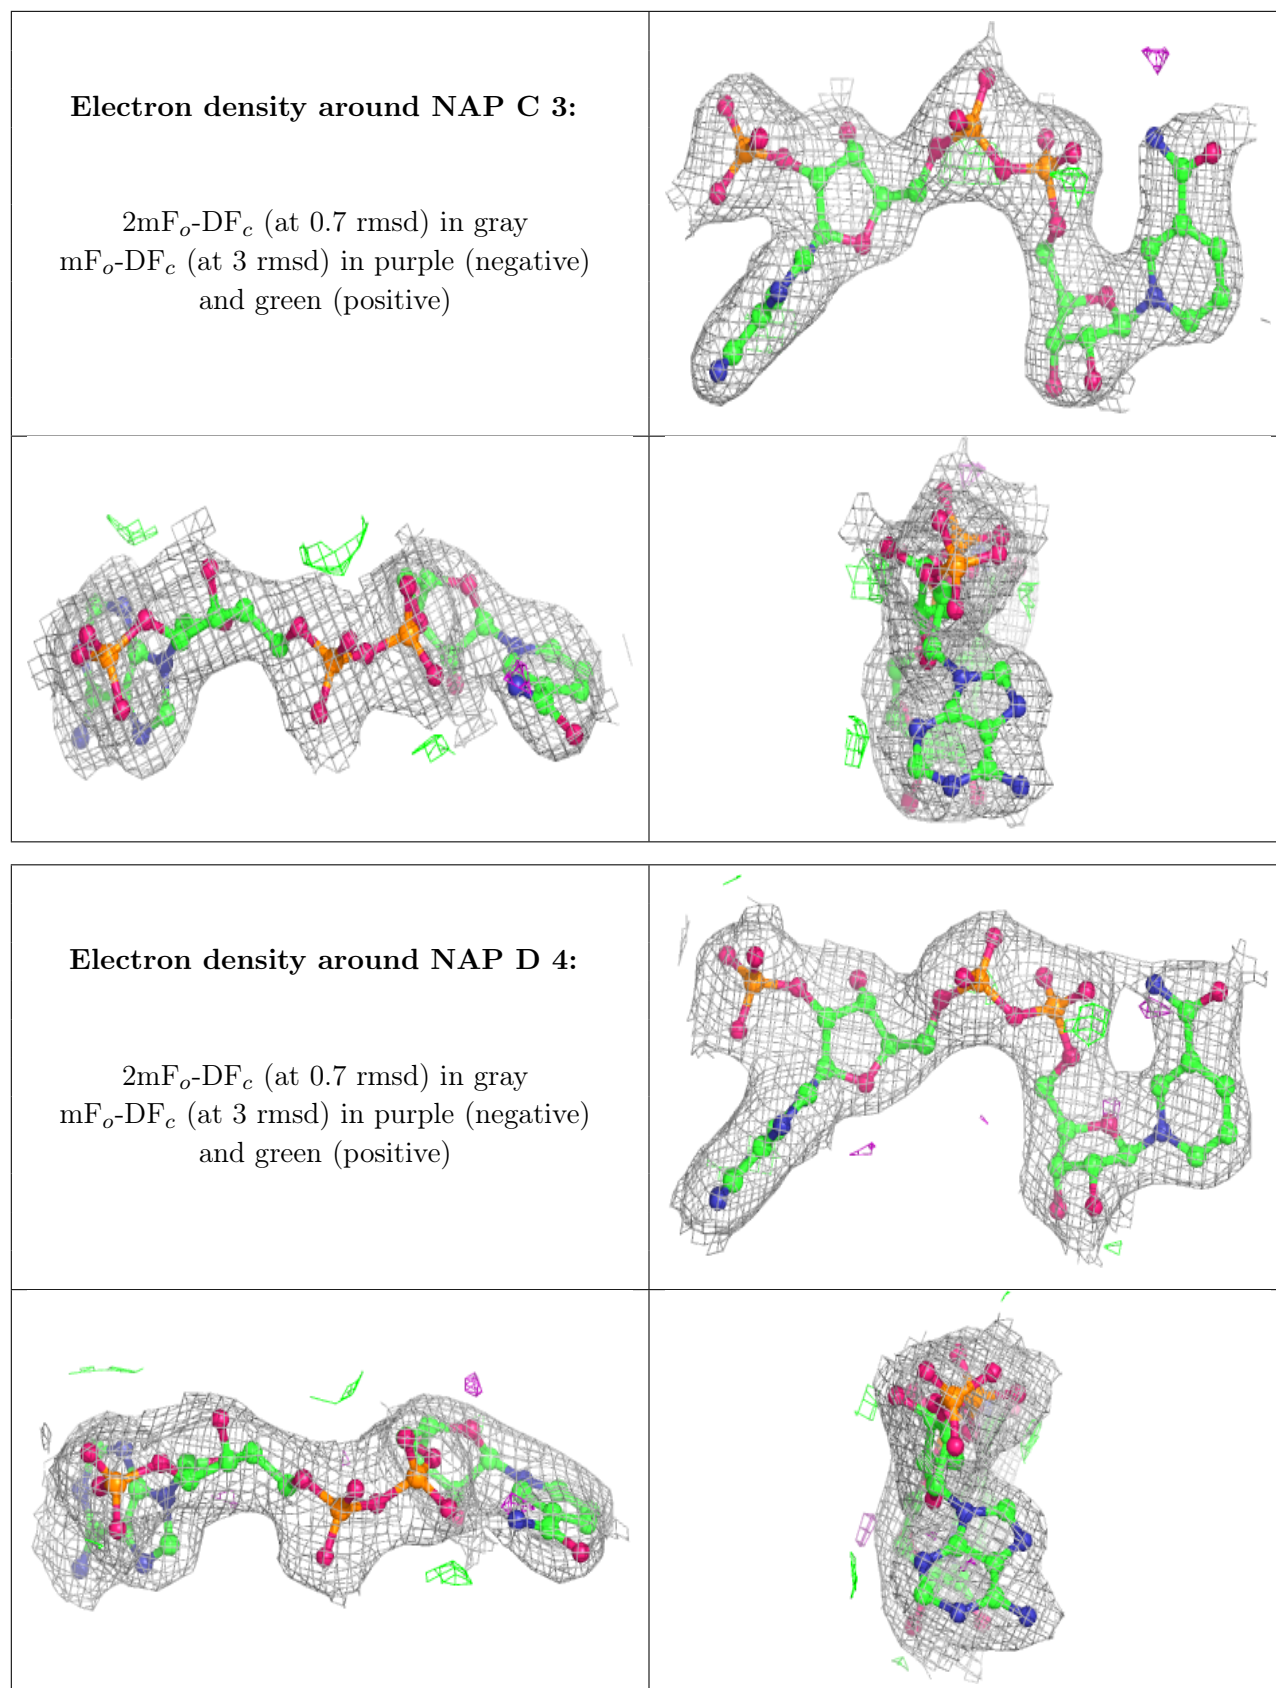 Electron density around NAP C 3:
2mFₒ-DF𝒸 (at 0.7 rmsd) in gray
mFₒ-DF𝒸 (at 3 rmsd) in purple (negative)
and green (positive)
Electron density around NAP D 4:
2mFₒ-DF𝒸 (at 0.7 rmsd) in gray
mFₒ-DF𝒸 (at 3 rmsd) in purple (negative)
and green (positive)